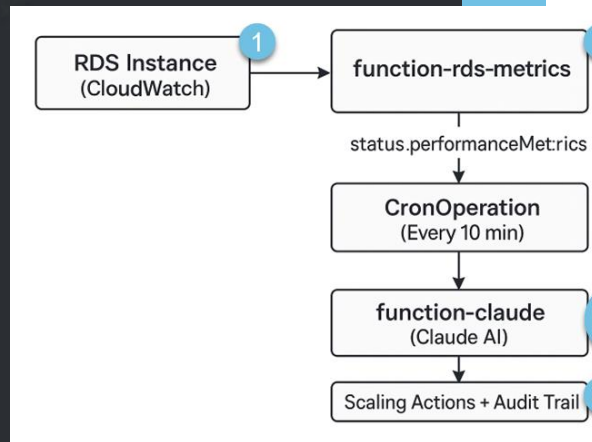 RDS Instance
(CloudWatch)
1
function-rds-metrics
status.performanceMet:rics
CronOperation
(Every 10 min)
function-claude
(Claude AI)
Scaling Actions + Audit Trail